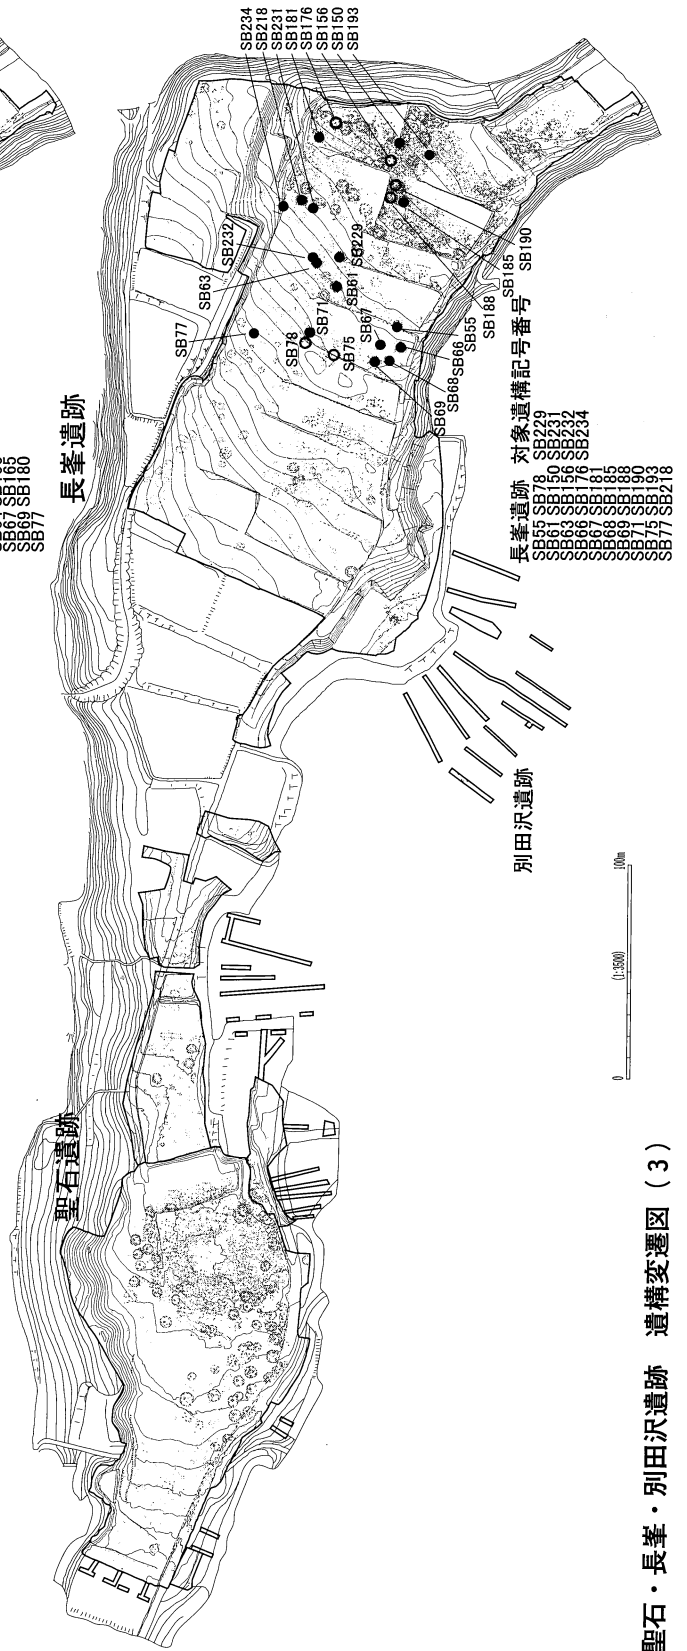 SB67 SB165
SB69 SB180
SB77
長峯遺跡
SB234
SB218
SB231
SB181
SB176
SB156
SB150
SB193
SB232
SB63
SB77
SB229
SB61
SB71
SB78
SB75
SB67
SB190
SB185
SB188
SB55
SB66
SB68
SB69
長峯遺跡 対象遺構記号番号
SB55 SB78 SB229
SB61 SB150 SB231
SB63 SB156 SB232
SB66 SB176 SB234
SB67 SB181
SB68 SB185
SB69 SB188
SB71 SB190
SB75 SB193
SB77 SB218
別田沢遺跡
聖石遺跡
0 (1:3500) 100m
聖石・長峯・別田沢遺跡 遺構変遷図(3)